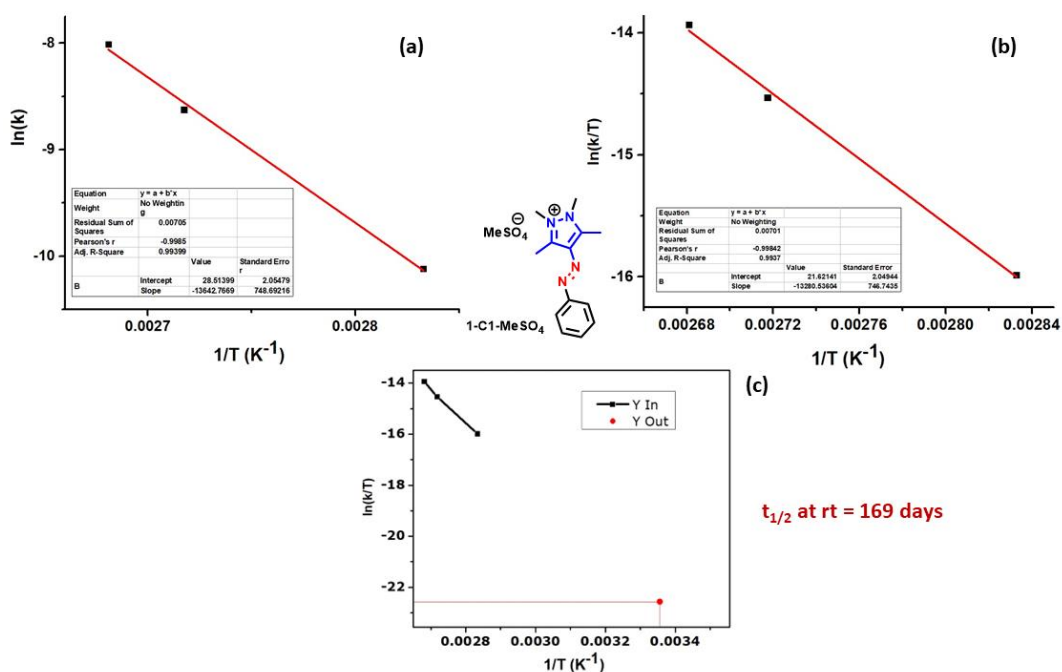 (a)
ln(k)
-8
-9
-10
Equation y = a + b*x
Weight No Weightin
g
Residual Sum of
Squares 0.00705
Pearson's r -0.9985
Adj. R-Square 0.99399
Value Standard Erro
r
B Intercept 28.51399 2.05479
Slope -13642.7669 748.69216
0.0027 0.0028
1/T (K-1)
(b)
ln(k/T)
-14
-15
-16
Equation y = a + b*x
Weight No Weighting
Residual Sum of
Squares 0.00701
Pearson's r -0.99842
Adj. R-Square 0.9937
Value Standard Error
B Intercept 21.62141 2.04944
Slope -13280.53604 746.7435
0.00268 0.00272 0.00276 0.00280 0.00284
1/T (K-1)
MeSO4 ⊖
N ⊕ N
N
N
1-C1-MeSO4
(c)
ln(k/T)
-14
-16
-18
-20
-22
Y In
Y Out
0.0028 0.0030 0.0032 0.0034
1/T (K-1)
t1/2 at rt = 169 days